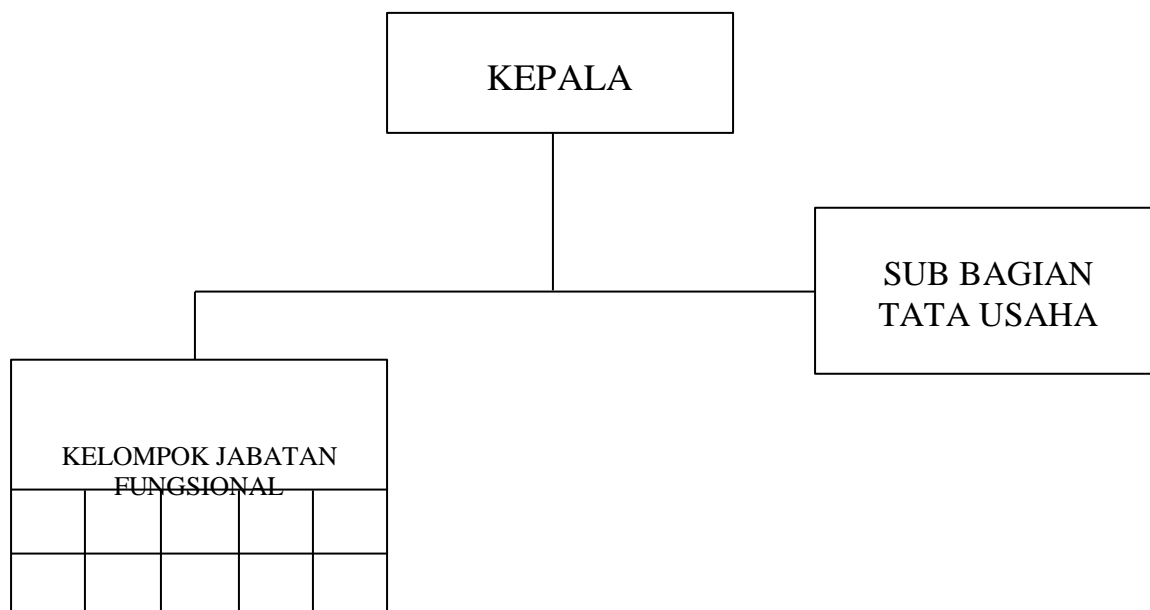 KEPALA
SUB BAGIAN
TATA USAHA
KELOMPOK JABATAN
FUNGSIONAL